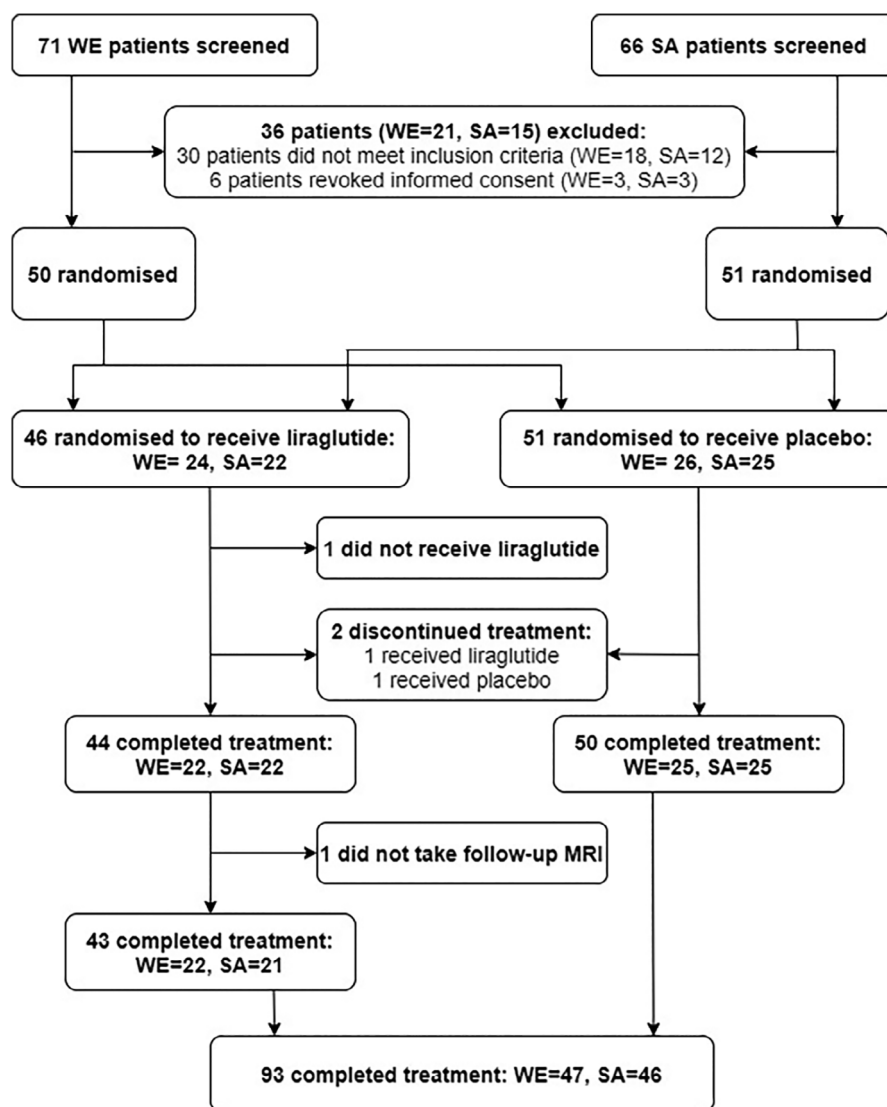 71 WE patients screened
66 SA patients screened
36 patients (WE=21, SA=15) excluded:
30 patients did not meet inclusion criteria (WE=18, SA=12)
6 patients revoked informed consent (WE=3, SA=3)
50 randomised
51 randomised
46 randomised to receive liraglutide:
WE= 24, SA=22
51 randomised to receive placebo:
WE= 26, SA=25
1 did not receive liraglutide
2 discontinued treatment:
1 received liraglutide
1 received placebo
44 completed treatment:
WE=22, SA=22
50 completed treatment:
WE=25, SA=25
1 did not take follow-up MRI
43 completed treatment:
WE=22, SA=21
93 completed treatment: WE=47, SA=46